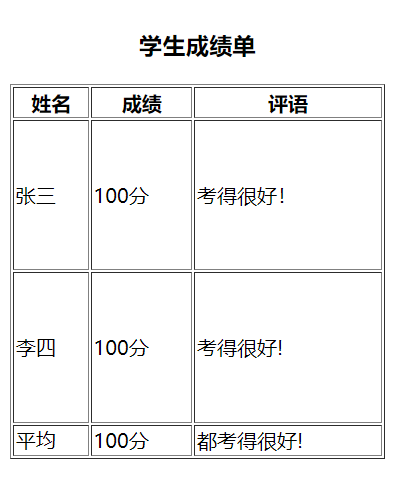 学生成绩单
姓名 成绩 评语
张三 100分 考得很好！
李四 100分 考得很好!
平均 100分 都考得很好!